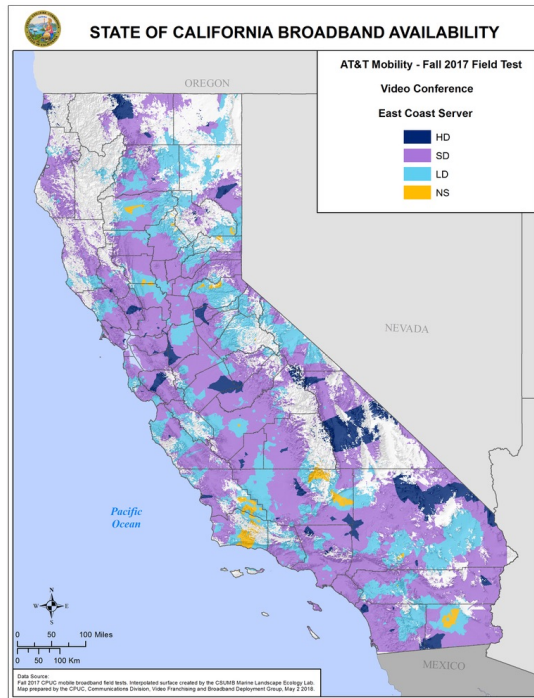 STATE OF CALIFORNIA BROADBAND AVAILABILITY
AT&T Mobility - Fall 2017 Field Test
Video Conference
East Coast Server
HD
SD
LD
NS
OREGON
NEVADA
Pacific
Ocean
N
W E
S
0 50 100 Miles
0 50 100 Km
MEXICO
Data Source:
Fall 2017 CPUC mobile broadband field tests. Interpolated surface created by the CSUMB Marine Landscape Ecology Lab.
Map prepared by the CPUC, Communications Division, Video Franchising and Broadband Deployment Group, May 2 2018.